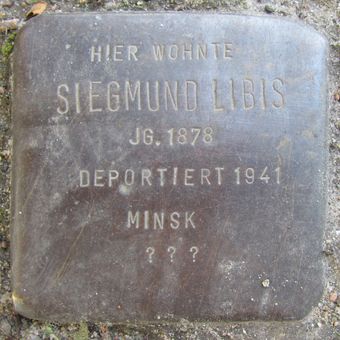 HIER WOHNTE
SIEGMUND LIBIS
JG. 1878
DEPORTIERT 1941
MINSK
? ? ?